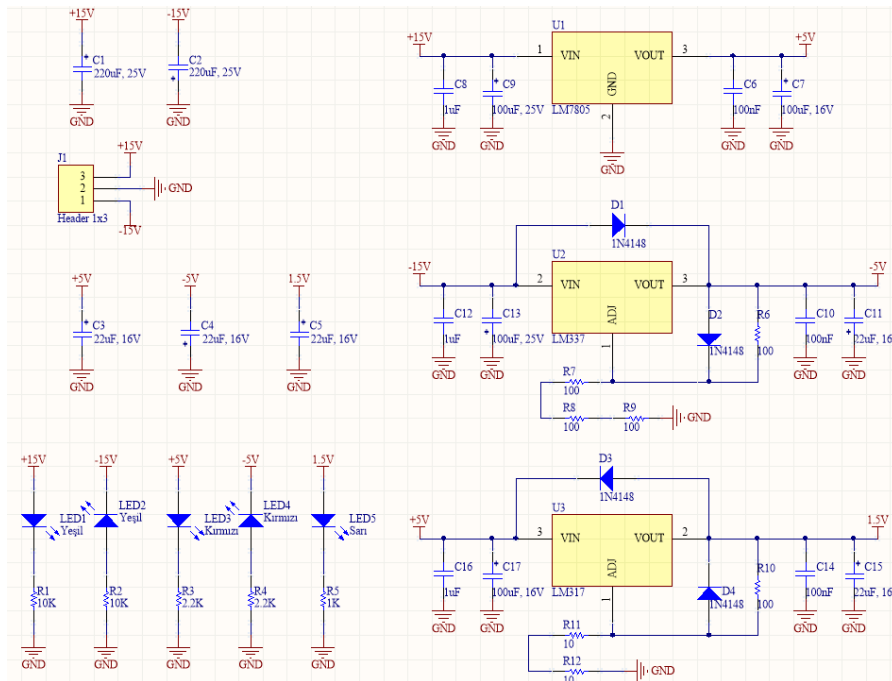 +15V
-15V
C1
220uF, 25V
C2
220uF, 25V
GND
GND
J1
3
2
1
+15V
GND
-15V
Header 1x3
+5V
-5V
1.5V
C3
22uF, 16V
C4
22uF, 16V
C5
22uF, 16V
GND
GND
GND
+15V
-15V
+5V
-5V
1.5V
LED1
Yeşil
LED2
Yeşil
LED3
Kırmızı
LED4
Kırmızı
LED5
Sarı
R1
10K
R2
10K
R3
2.2K
R4
2.2K
R5
1K
GND
GND
GND
GND
GND
+15V
U1
+5V
1
VIN
VOUT
3
GND
2
LM7805
C8
1uF
C9
100uF, 25V
C6
100nF
C7
100uF, 16V
GND
GND
GND
GND
GND
D1
1N4148
-15V
U2
-5V
2
VIN
VOUT
3
ADJ
1
LM337
C12
1uF
C13
100uF, 25V
D2
1N4148
R6
100
C10
100nF
C11
22uF, 16V
GND
GND
GND
GND
R7
100
R8
100
R9
100
GND
D3
1N4148
+5V
U3
1.5V
3
VIN
VOUT
2
ADJ
1
LM317
C16
1uF
C17
100uF, 16V
D4
1N4148
R10
100
C14
100nF
C15
22uF, 16V
GND
GND
GND
GND
R11
10
R12
10
GND